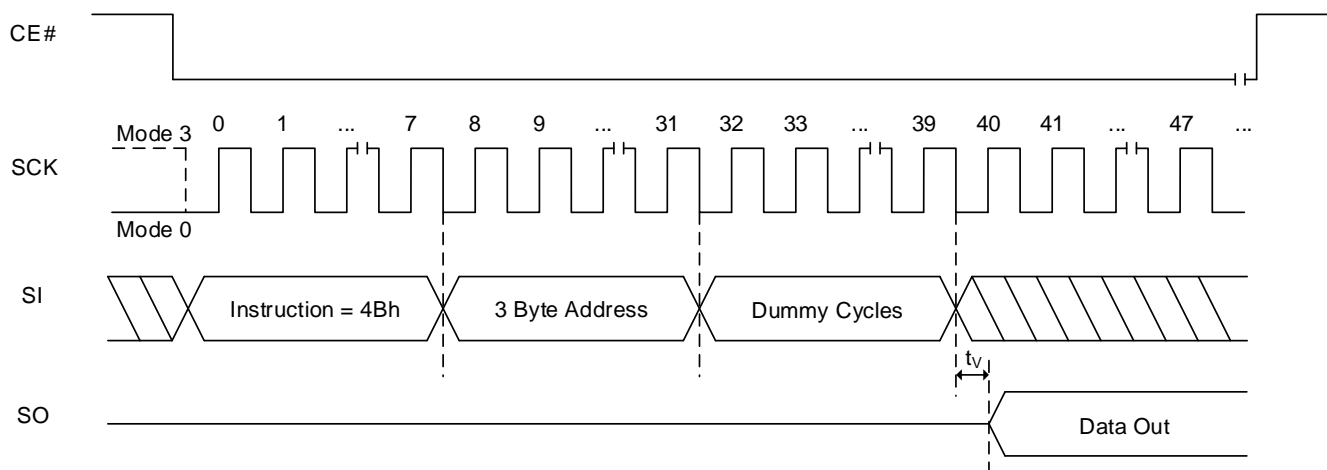 CE#
0 1 ... 7 8 9 ... 31 32 33 ... 39 40 41 ... 47 ...
Mode 3
SCK
Mode 0
SI
Instruction = 4Bh
3 Byte Address
Dummy Cycles
tV
SO
Data Out